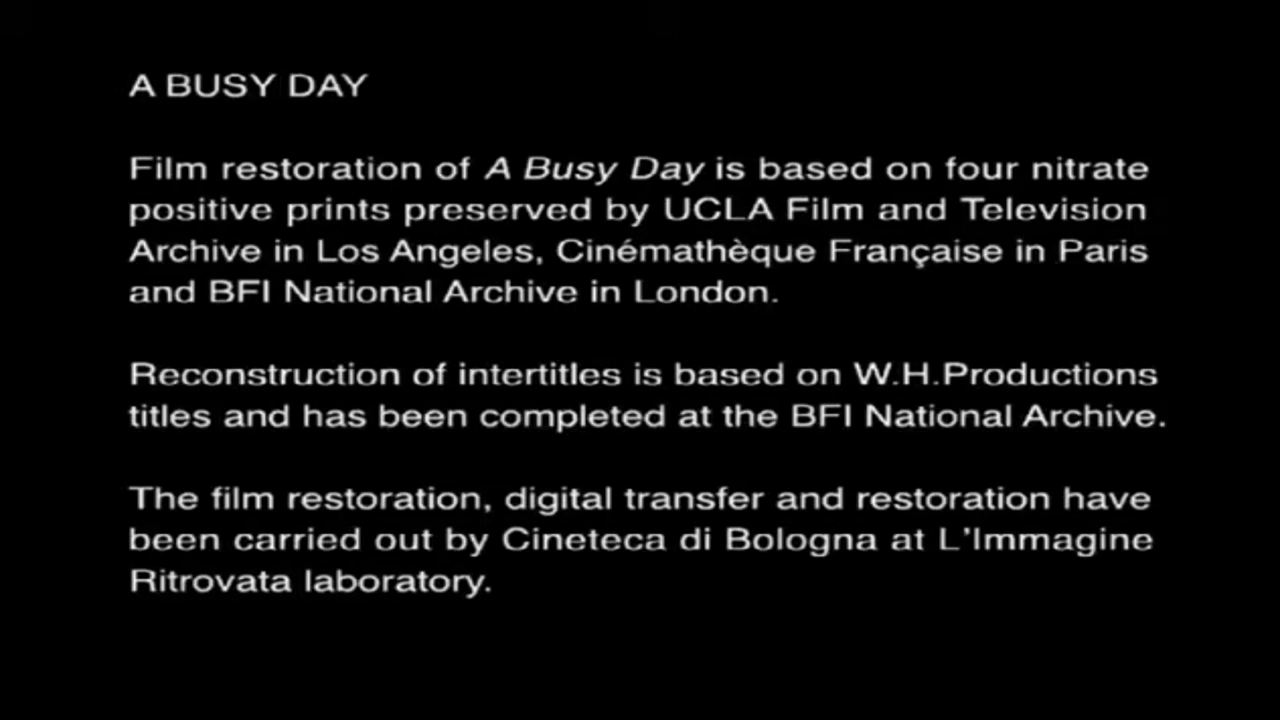 A BUSY DAY
Film restoration of A Busy Day is based on four nitrate
positive prints preserved by UCLA Film and Television
Archive in Los Angeles, Cinémathèque Française in Paris
and BFI National Archive in London.
Reconstruction of intertitles is based on W.H.Productions
titles and has been completed at the BFI National Archive.
The film restoration, digital transfer and restoration have
been carried out by Cineteca di Bologna at L'Immagine
Ritrovata laboratory.